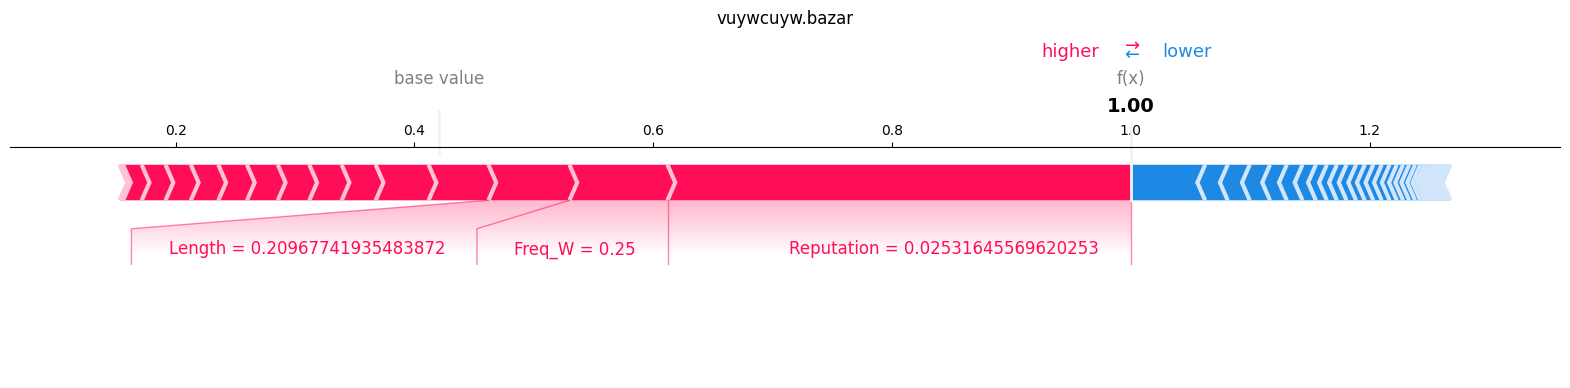 vuywcuyw.bazar
higher → ← lower
base value f(x)
1.00
0.2 0.4 0.6 0.8 1.0 1.2
Length = 0.20967741935483872 Freq_W = 0.25 Reputation = 0.02531645569620253